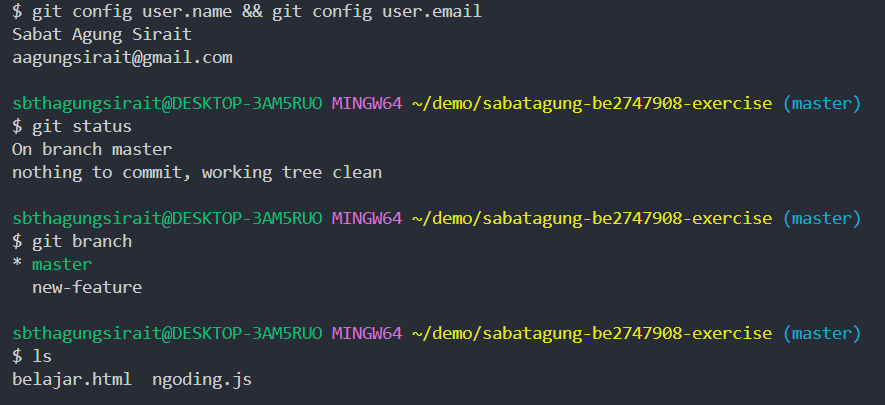 $ git config user.name && git config user.email
Sabat Agung Sirait
aagungsirait@gmail.com
sbthagungsirait@DESKTOP-3AM5RUO MINGW64 ~/demo/sabatagung-be2747908-exercise (master)
$ git status
On branch master
nothing to commit, working tree clean
sbthagungsirait@DESKTOP-3AM5RUO MINGW64 ~/demo/sabatagung-be2747908-exercise (master)
$ git branch
* master
  new-feature
sbthagungsirait@DESKTOP-3AM5RUO MINGW64 ~/demo/sabatagung-be2747908-exercise (master)
$ ls
belajar.html  ngoding.js